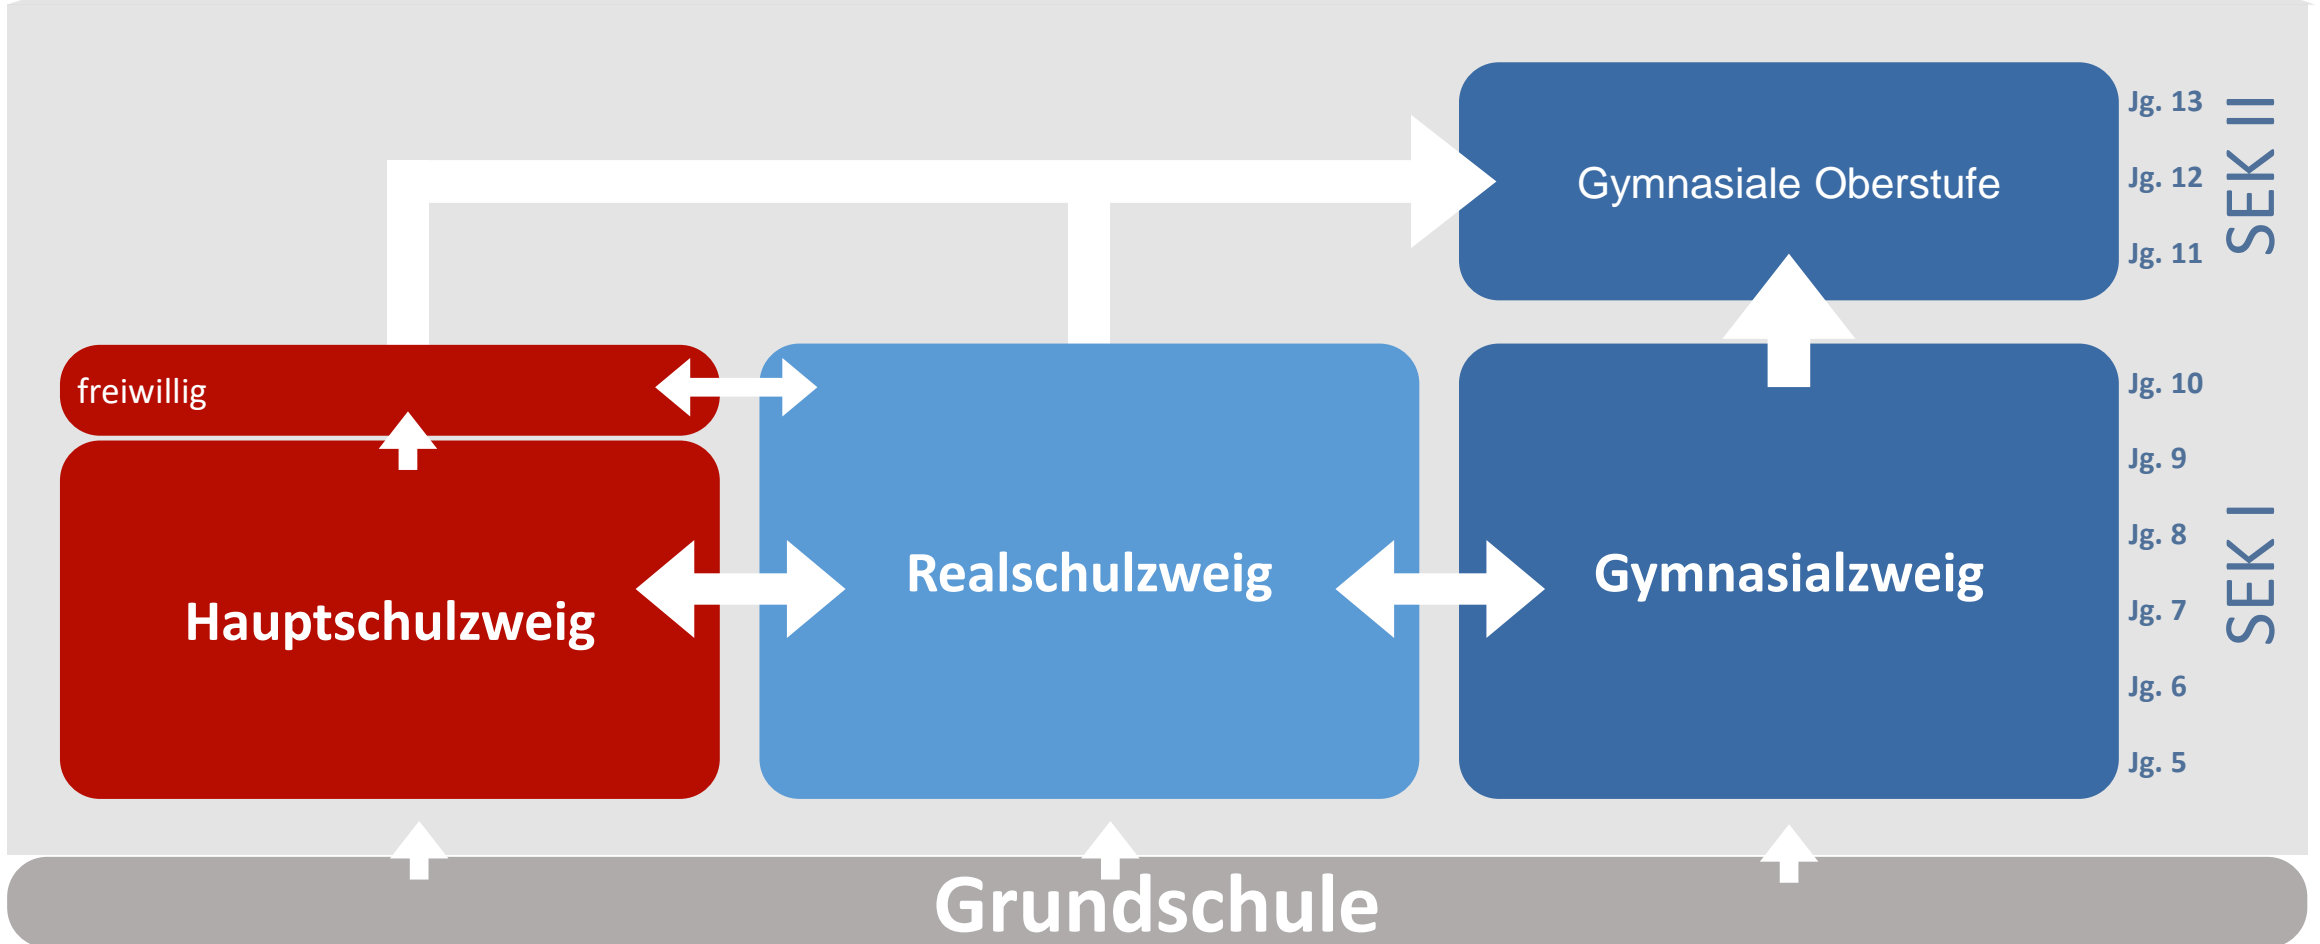 Gymnasiale Oberstufe
Jg. 13
Jg. 12
Jg. 11
SEK II
freiwillig
Hauptschulzweig
Realschulzweig
Gymnasialzweig
Jg. 10
Jg. 9
Jg. 8
Jg. 7
Jg. 6
Jg. 5
SEK I
Grundschule